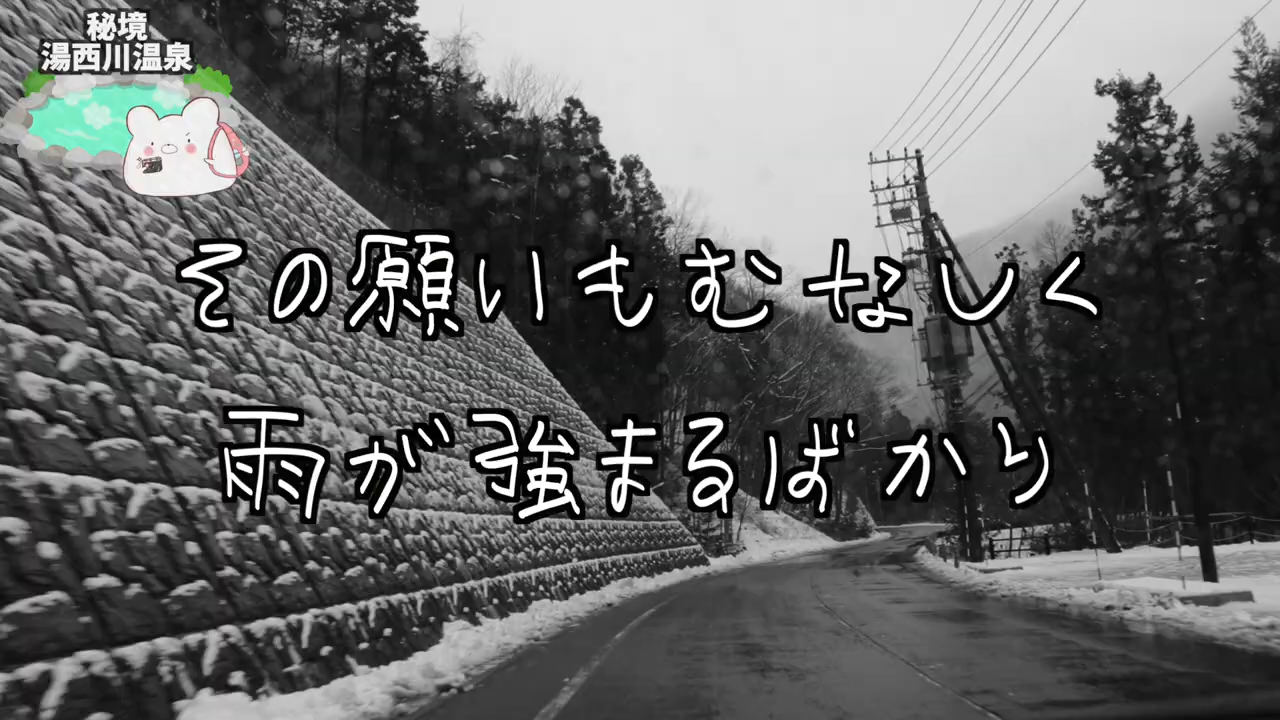 秘境
湯西川温泉
その願いもむなしく
雨が強まるばかり